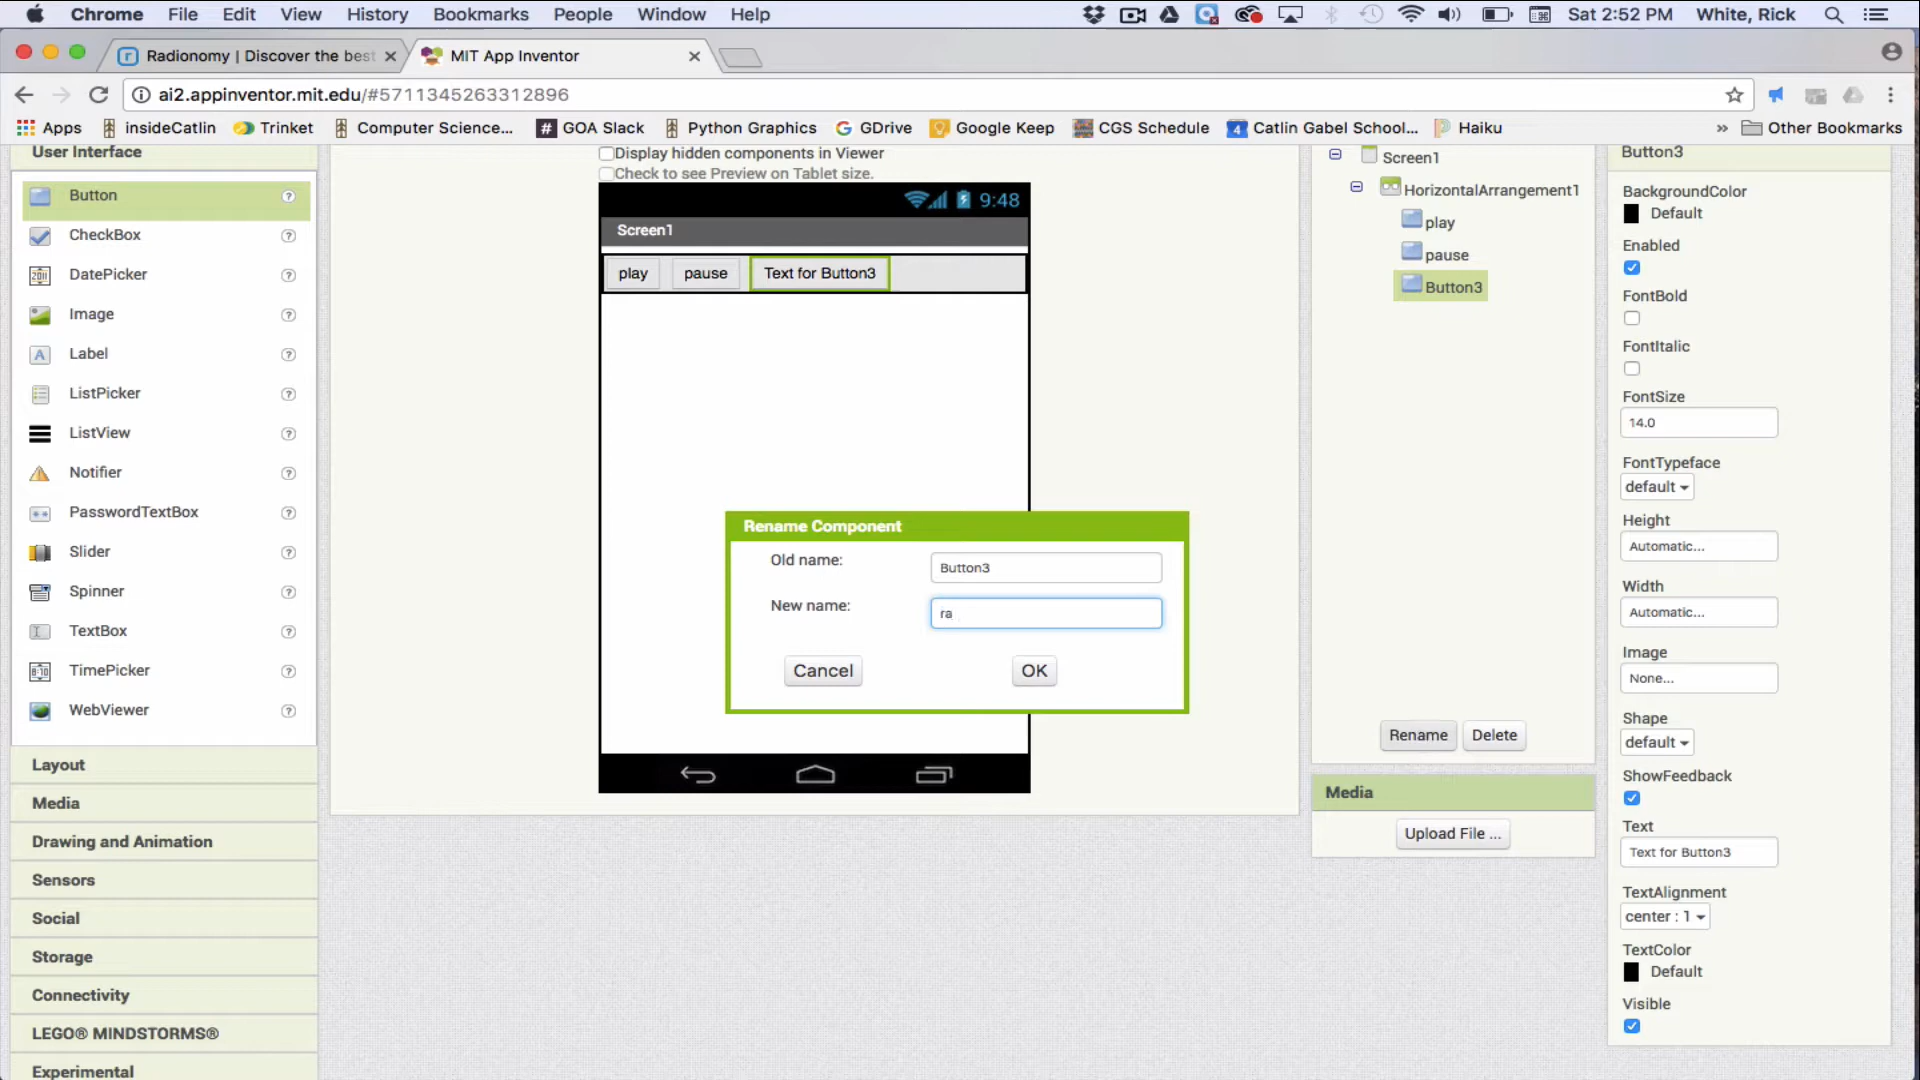 Chrome File Edit View History Bookmarks People Window Help Sat 2:52 PM White, Rick
Radionomy | Discover the best
MIT App Inventor
ai2.appinventor.mit.edu/#5711345263312896
Apps insideCatlin Trinket Computer Science... GOA Slack Python Graphics GDrive Google Keep CGS Schedule Catlin Gabel School... Haiku » Other Bookmarks
User Interface
Button
CheckBox
DatePicker
Image
Label
ListPicker
ListView
Notifier
PasswordTextBox
Slider
Spinner
TextBox
TimePicker
WebViewer
Layout
Media
Drawing and Animation
Sensors
Social
Storage
Connectivity
LEGO® MINDSTORMS®
Experimental
Display hidden components in Viewer
Check to see Preview on Tablet size.
9:48
Screen1
play pause Text for Button3
Rename Component
Old name: Button3
New name: ra
Cancel OK
Screen1
HorizontalArrangement1
play
pause
Button3
Rename Delete
Media
Upload File ...
Button3
BackgroundColor
Default
Enabled
FontBold
FontItalic
FontSize
14.0
FontTypeface
default
Height
Automatic...
Width
Automatic...
Image
None...
Shape
default
ShowFeedback
Text
Text for Button3
TextAlignment
center : 1
TextColor
Default
Visible